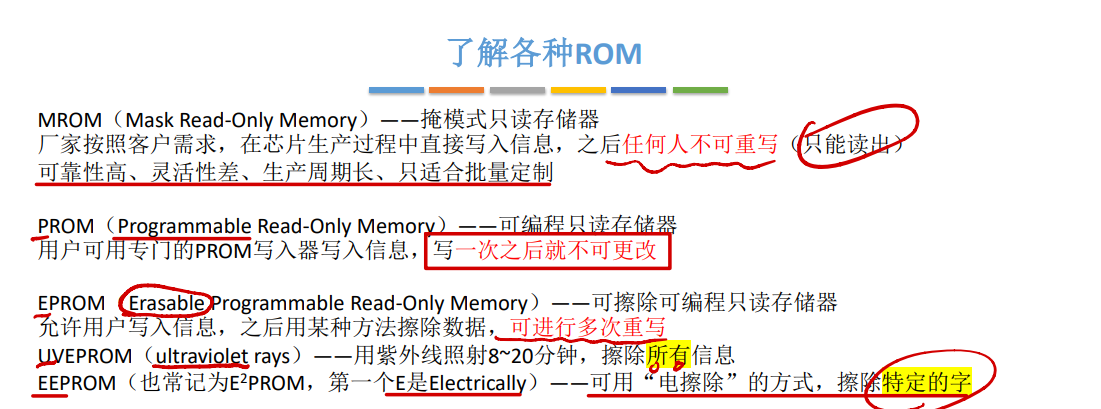 了解各种ROM
MROM（Mask Read-Only Memory）——掩模式只读存储器
厂家按照客户需求，在芯片生产过程中直接写入信息，之后任何人不可重写（只能读出）
可靠性高、灵活性差、生产周期长、只适合批量定制
PROM（Programmable Read-Only Memory）——可编程只读存储器
用户可用专门的PROM写入器写入信息，写一次之后就不可更改
EPROM（Erasable Programmable Read-Only Memory）——可擦除可编程只读存储器
允许用户写入信息，之后用某种方法擦除数据，可进行多次重写
UVEPROM（ultraviolet rays）——用紫外线照射8~20分钟，擦除所有信息
EEPROM（也常记为E²PROM，第一个E是Electrically）——可用“电擦除”的方式，擦除特定的字